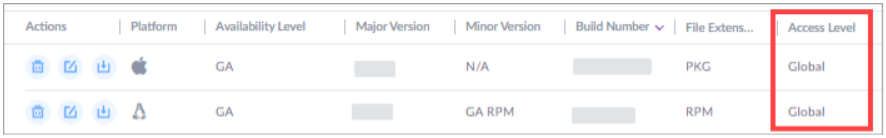 Actions Platform Availability Level Major Version Minor Version Build Number File Extens... Access Level
GA N/A PKG Global
GA GA RPM RPM Global